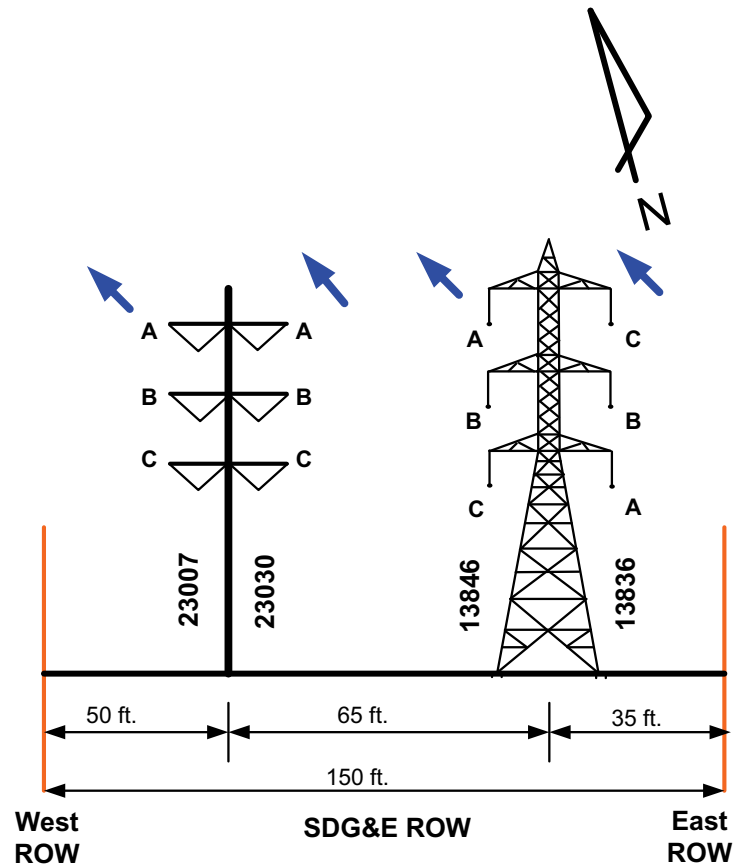 N
A A A C
B B B B
C C C A
23007
23030
13846
13836
50 ft. 65 ft. 35 ft.
150 ft.
West
ROW
SDG&E ROW
East
ROW